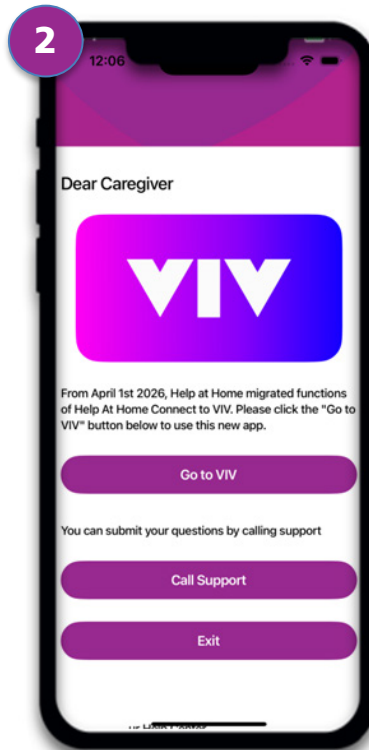 2
12:06
Dear Caregiver
VIV
From April 1st 2026, Help at Home migrated functions
of Help At Home Connect to VIV. Please click the "Go to
VIV" button below to use this new app.
Go to VIV
You can submit your questions by calling support
Call Support
Exit